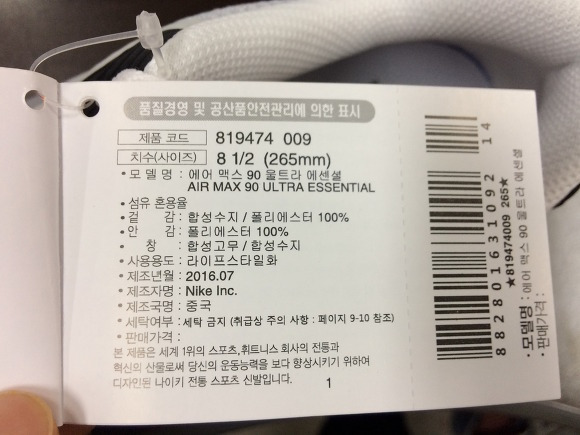 품질경영 및 공산품안전관리에 의한 표시
제품 코드 819474 009
치수(사이즈) 8 1/2 (265mm)
• 모 델 명 : 에어 맥스 90 울트라 에센셜
AIR MAX 90 ULTRA ESSENTIAL
• 섬유 혼용율
• 겉 감 : 합성수지 / 폴리에스터 100%
• 안 감 : 폴리에스터 100%
• 창 : 합성고무 / 합성수지
• 사용용도 : 라이프스타일화
• 제조년월 : 2016.07
• 제조자명 : Nike Inc.
• 제조국명 : 중국
• 세탁여부 : 세탁 금지 (취급상 주의 사항 : 페이지 9-10 참조)
• 판매가격 :
본 제품은 세계 1위의 스포츠,휘트니스 회사의 전통과
혁신의 산물로써 당신의 운동능력을 보다 향상시키기 위하여
디자인된 나이키 전통 스포츠 신발입니다.
1
88280163109214
★819474009 265★
• 모델명 : 에어 맥스 90 울트라 에센셜
• 판매가격 :